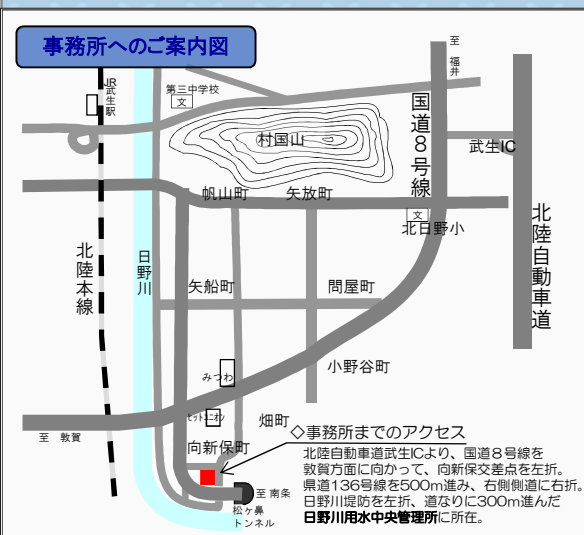 事務所へのご案内図
至 福井
JR武生駅
第三中学校
文
国道8号線
村国山
武生IC
帆山町
矢放町
文
北日野小
北陸自動車道
北陸本線
日野川
矢船町
問屋町
小野谷町
みつわ
ヒットユニオン
畑町
至 敦賀
向新保町
◇事務所までのアクセス
北陸自動車道武生ICより、国道8号線を
敦賀方面に向かって、向新保交差点を左折。
県道136号線を500m進み、右側側道に右折。
日野川堤防を左折、道なりに300m進んだ
日野川用水中央管理所に所在。
至 南条
松ヶ鼻
トンネル